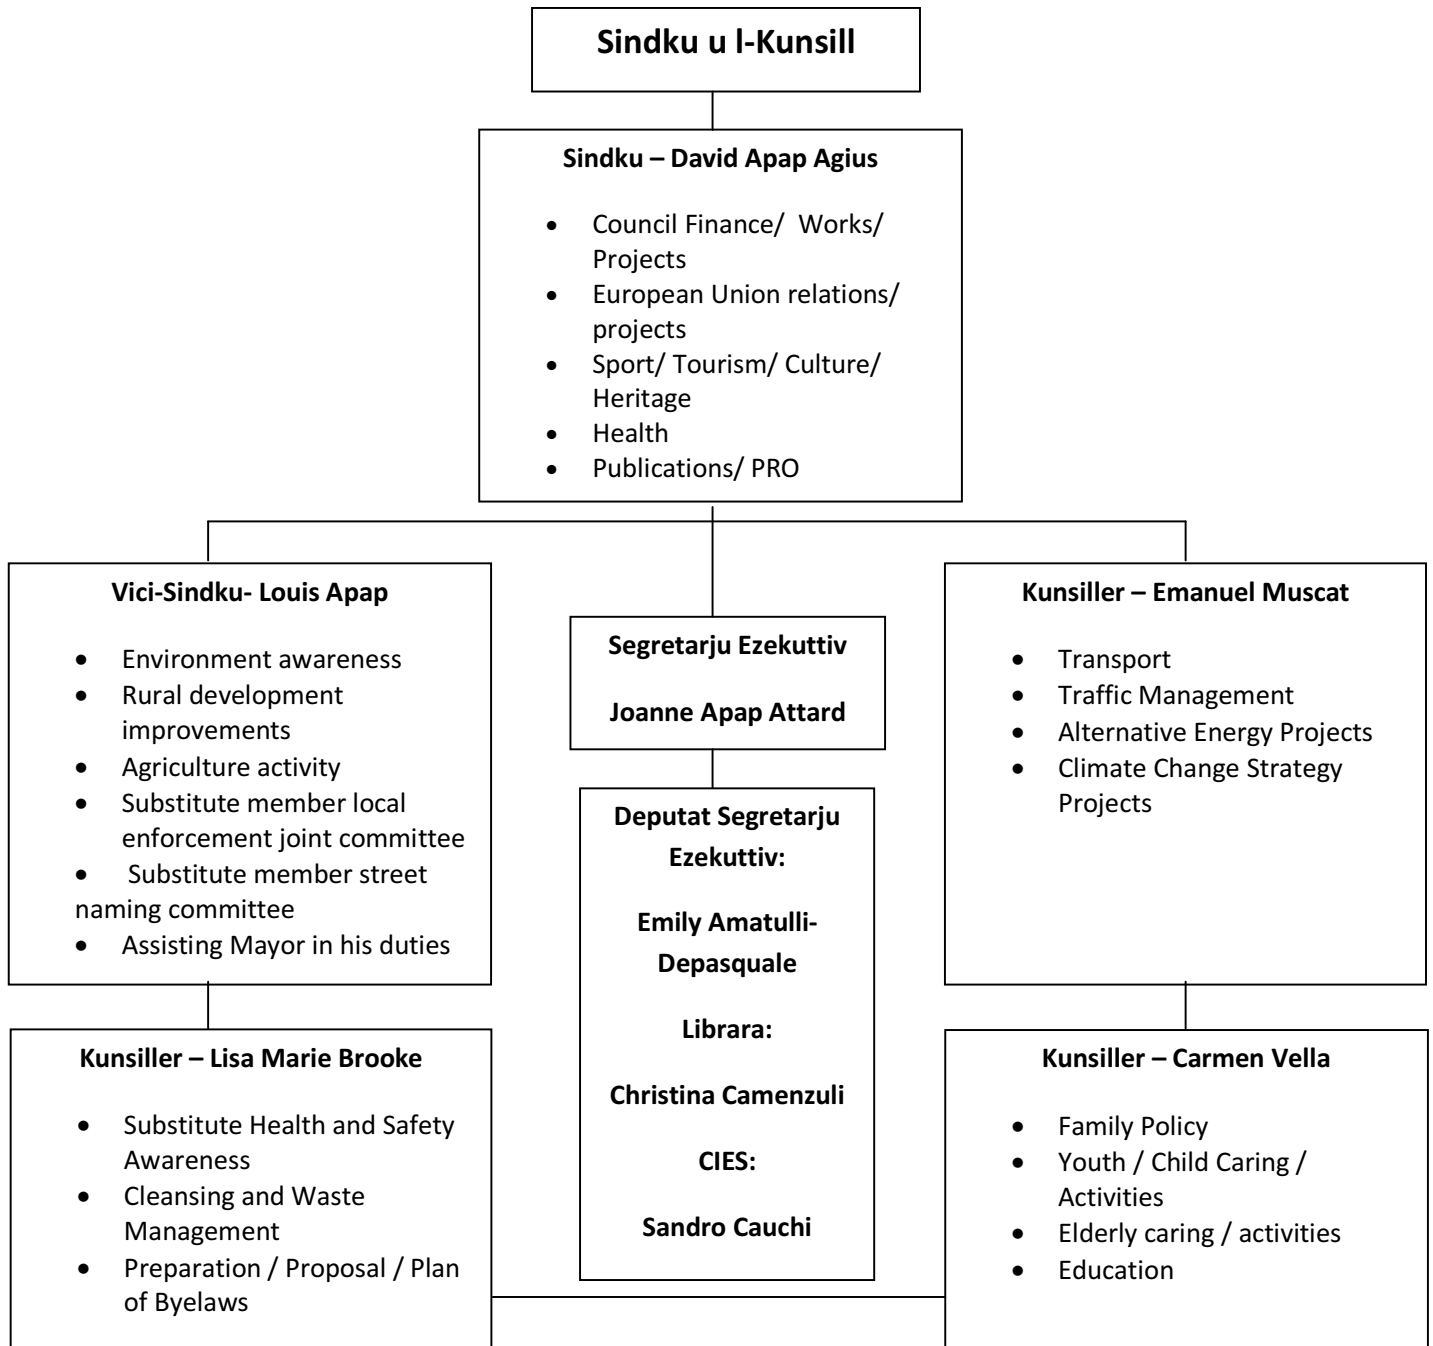 Sindku u l-Kunsill
Sindku – David Apap Agius
• Council Finance/ Works/
Projects
• European Union relations/
projects
• Sport/ Tourism/ Culture/
Heritage
• Health
• Publications/ PRO
Vici-Sindku- Louis Apap
• Environment awareness
• Rural development
improvements
• Agriculture activity
• Substitute member local
enforcement joint committee
• Substitute member street
naming committee
• Assisting Mayor in his duties
Segretarju Ezekuttiv
Joanne Apap Attard
Kunsiller – Emanuel Muscat
• Transport
• Traffic Management
• Alternative Energy Projects
• Climate Change Strategy
Projects
Deputat Segretarju
Ezekuttiv:
Emily Amatulli-
Depasquale
Librara:
Christina Camenzuli
CIES:
Sandro Cauchi
Kunsiller – Lisa Marie Brooke
• Substitute Health and Safety
Awareness
• Cleansing and Waste
Management
• Preparation / Proposal / Plan
of Byelaws
Kunsiller – Carmen Vella
• Family Policy
• Youth / Child Caring /
Activities
• Elderly caring / activities
• Education